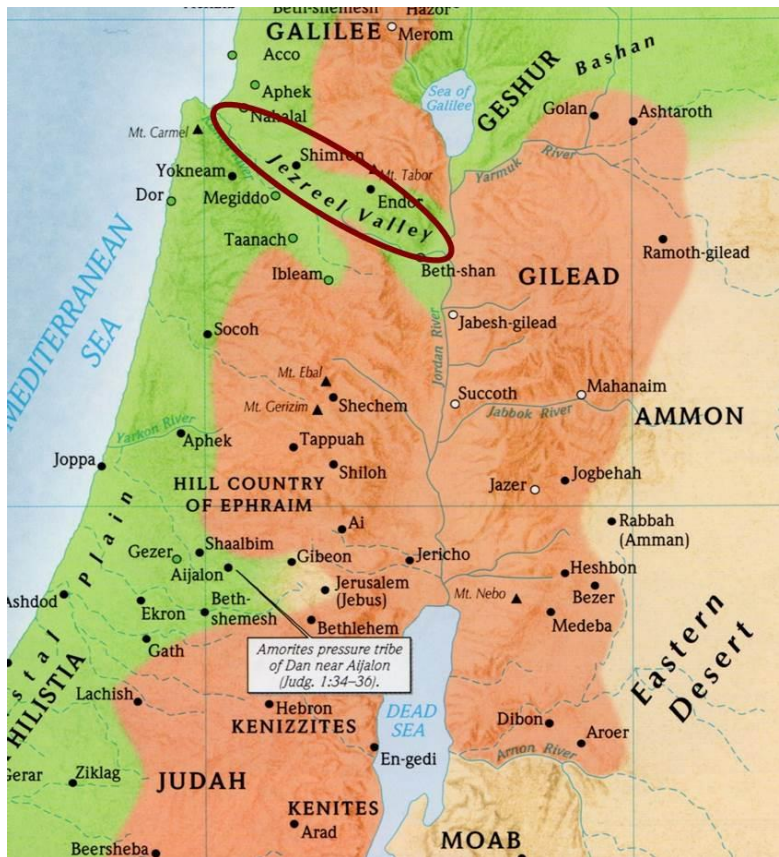 Beth-shemesh
Hazor
GALILEE
Merom
Acco
Bashan
Aphek
Sea of
Galilee
GESHUR
Golan
Ashtaroth
Nahalal
Mt. Carmel
Shimron
Mt. Tabor
Yarmuk River
Yokneam
Jezreel Valley
Endor
Dor
Megiddo
Taanach
Ramoth-gilead
Ibleam
Beth-shan
GILEAD
MEDITERRANEAN
SEA
Socoh
Jabesh-gilead
Jordan River
Mt. Ebal
Mt. Gerizim
Shechem
Succoth
Mahanaim
Jabbok River
AMMON
Yarkon River
Aphek
Tappuah
Joppa
Shiloh
Jogbehah
HILL COUNTRY
OF EPHRAIM
Jazer
Ai
Rabbah
(Amman)
Plain
Gezer
Shaalbim
Gibeon
Jericho
Aijalon
Heshbon
Ashdod
Ekron
Beth-
shemesh
Jerusalem
(Jebus)
Mt. Nebo
Bezer
Bethlehem
Medeba
Gath
Amorites pressure tribe
of Dan near Aijalon
(Judg. 1:34–36).
Eastern
Desert
PHILISTIA
Lachish
Hebron
KENIZZITES
DEAD
SEA
Dibon
Aroer
En-gedi
Arnon River
Gerar
Ziklag
JUDAH
KENITES
Arad
MOAB
Beersheba